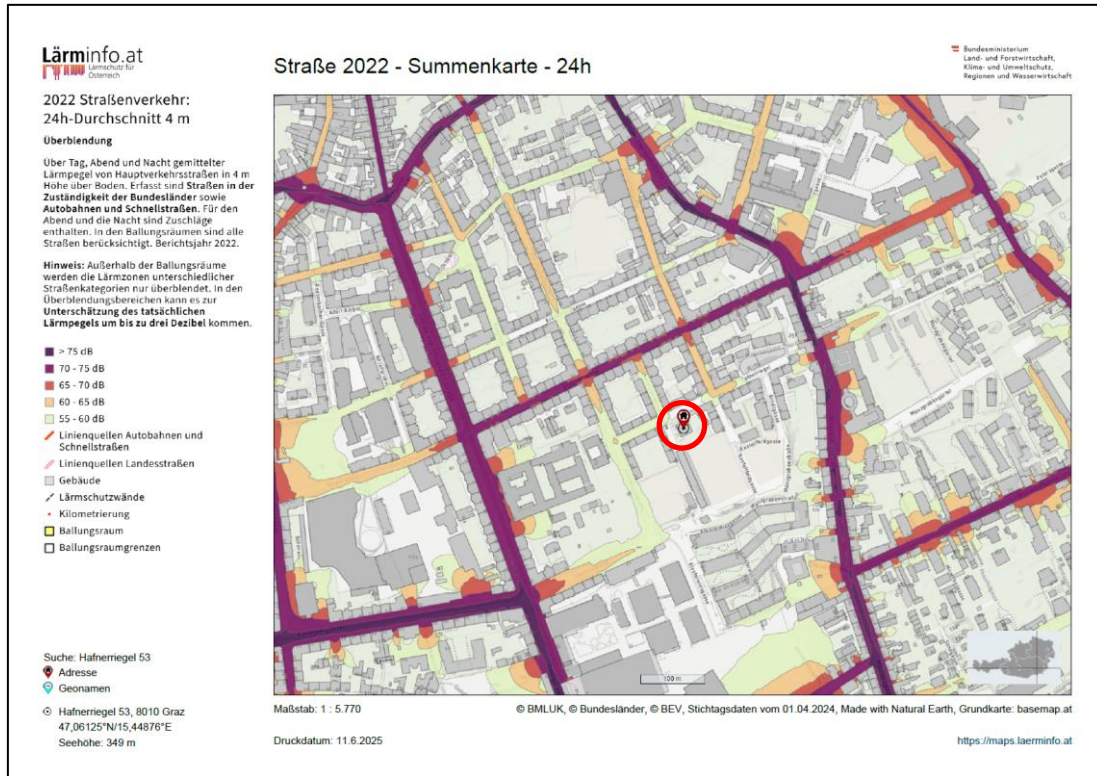 Lärminfo.at
Lärmschutz für
Österreich
Straße 2022 - Summenkarte - 24h
Bundesministerium
Land- und Forstwirtschaft,
Klima- und Umweltschutz,
Regionen und Wasserwirtschaft
2022 Straßenverkehr:
24h-Durchschnitt 4 m
Überblendung
Über Tag, Abend und Nacht gemittelter
Lärmpegel von Hauptverkehrsstraßen in 4 m
Höhe über Boden. Erfasst sind Straßen in der
Zuständigkeit der Bundesländer sowie
Autobahnen und Schnellstraßen. Für den
Abend und die Nacht sind Zuschläge
enthalten. In den Ballungsräumen sind alle
Straßen berücksichtigt. Berichtsjahr 2022.
Hinweis: Außerhalb der Ballungsräume
werden die Lärmzonen unterschiedlicher
Straßenkategorien nur überblendet. In den
Überblendungsbereichen kann es zur
Unterschätzung des tatsächlichen
Lärmpegels um bis zu drei Dezibel kommen.
> 75 dB
70 - 75 dB
65 - 70 dB
60 - 65 dB
55 - 60 dB
Linienquellen Autobahnen und
Schnellstraßen
Linienquellen Landesstraßen
Gebäude
Lärmschutzwände
Kilometrierung
Ballungsraum
Ballungsraumgrenzen
Suche: Hafnerriegel 53
Adresse
Geonamen
Hafnerriegel 53, 8010 Graz
47,06125°N/15,44876°E
Seehöhe: 349 m
100 m
Maßstab: 1 : 5.770
© BMLUK, © Bundesländer, © BEV, Stichtagsdaten vom 01.04.2024, Made with Natural Earth, Grundkarte: basemap.at
Druckdatum: 11.6.2025
https://maps.laerminfo.at